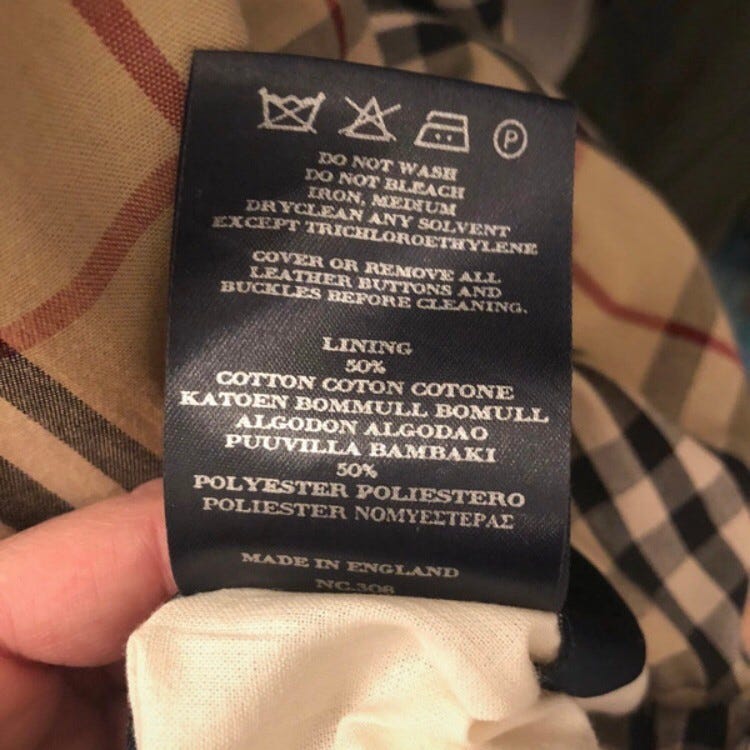 P
DO NOT WASH
DO NOT BLEACH
IRON, MEDIUM
DRYCLEAN ANY SOLVENT
EXCEPT TRICHLOROETHYLENE
COVER OR REMOVE ALL
LEATHER BUTTONS AND
BUCKLES BEFORE CLEANING.
LINING
50%
COTTON COTON COTONE
KATOEN BOMMULL BOMULL
ALGODON ALGODAO
PUUVILLA BAMBAKI
50%
POLYESTER POLIESTERO
POLIESTER ΝΟΜΥΕΣΤΕΡΑΣ
MADE IN ENGLAND
NC.308